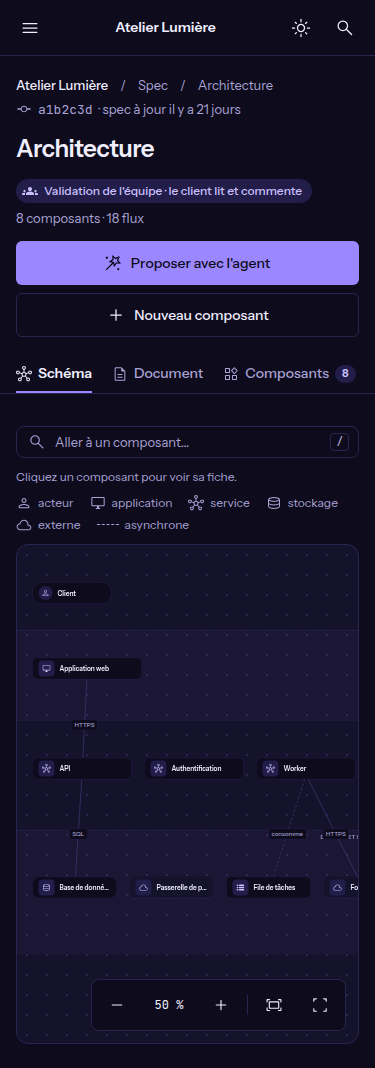 Atelier Lumière
Atelier Lumière / Spec / Architecture
a1b2c3d · spec à jour il y a 21 jours
Architecture
Validation de l'équipe · le client lit et commente
8 composants · 18 flux
Proposer avec l'agent
Nouveau composant
Schéma Document Composants 8
Aller à un composant... /
Cliquez un composant pour voir sa fiche.
acteur application service stockage
externe asynchrone
Client
Application web
HTTPS
API Authentification Worker
SQL consomme HTTPS
Base de donné... Passerelle de p... File de tâches Fo
50 %